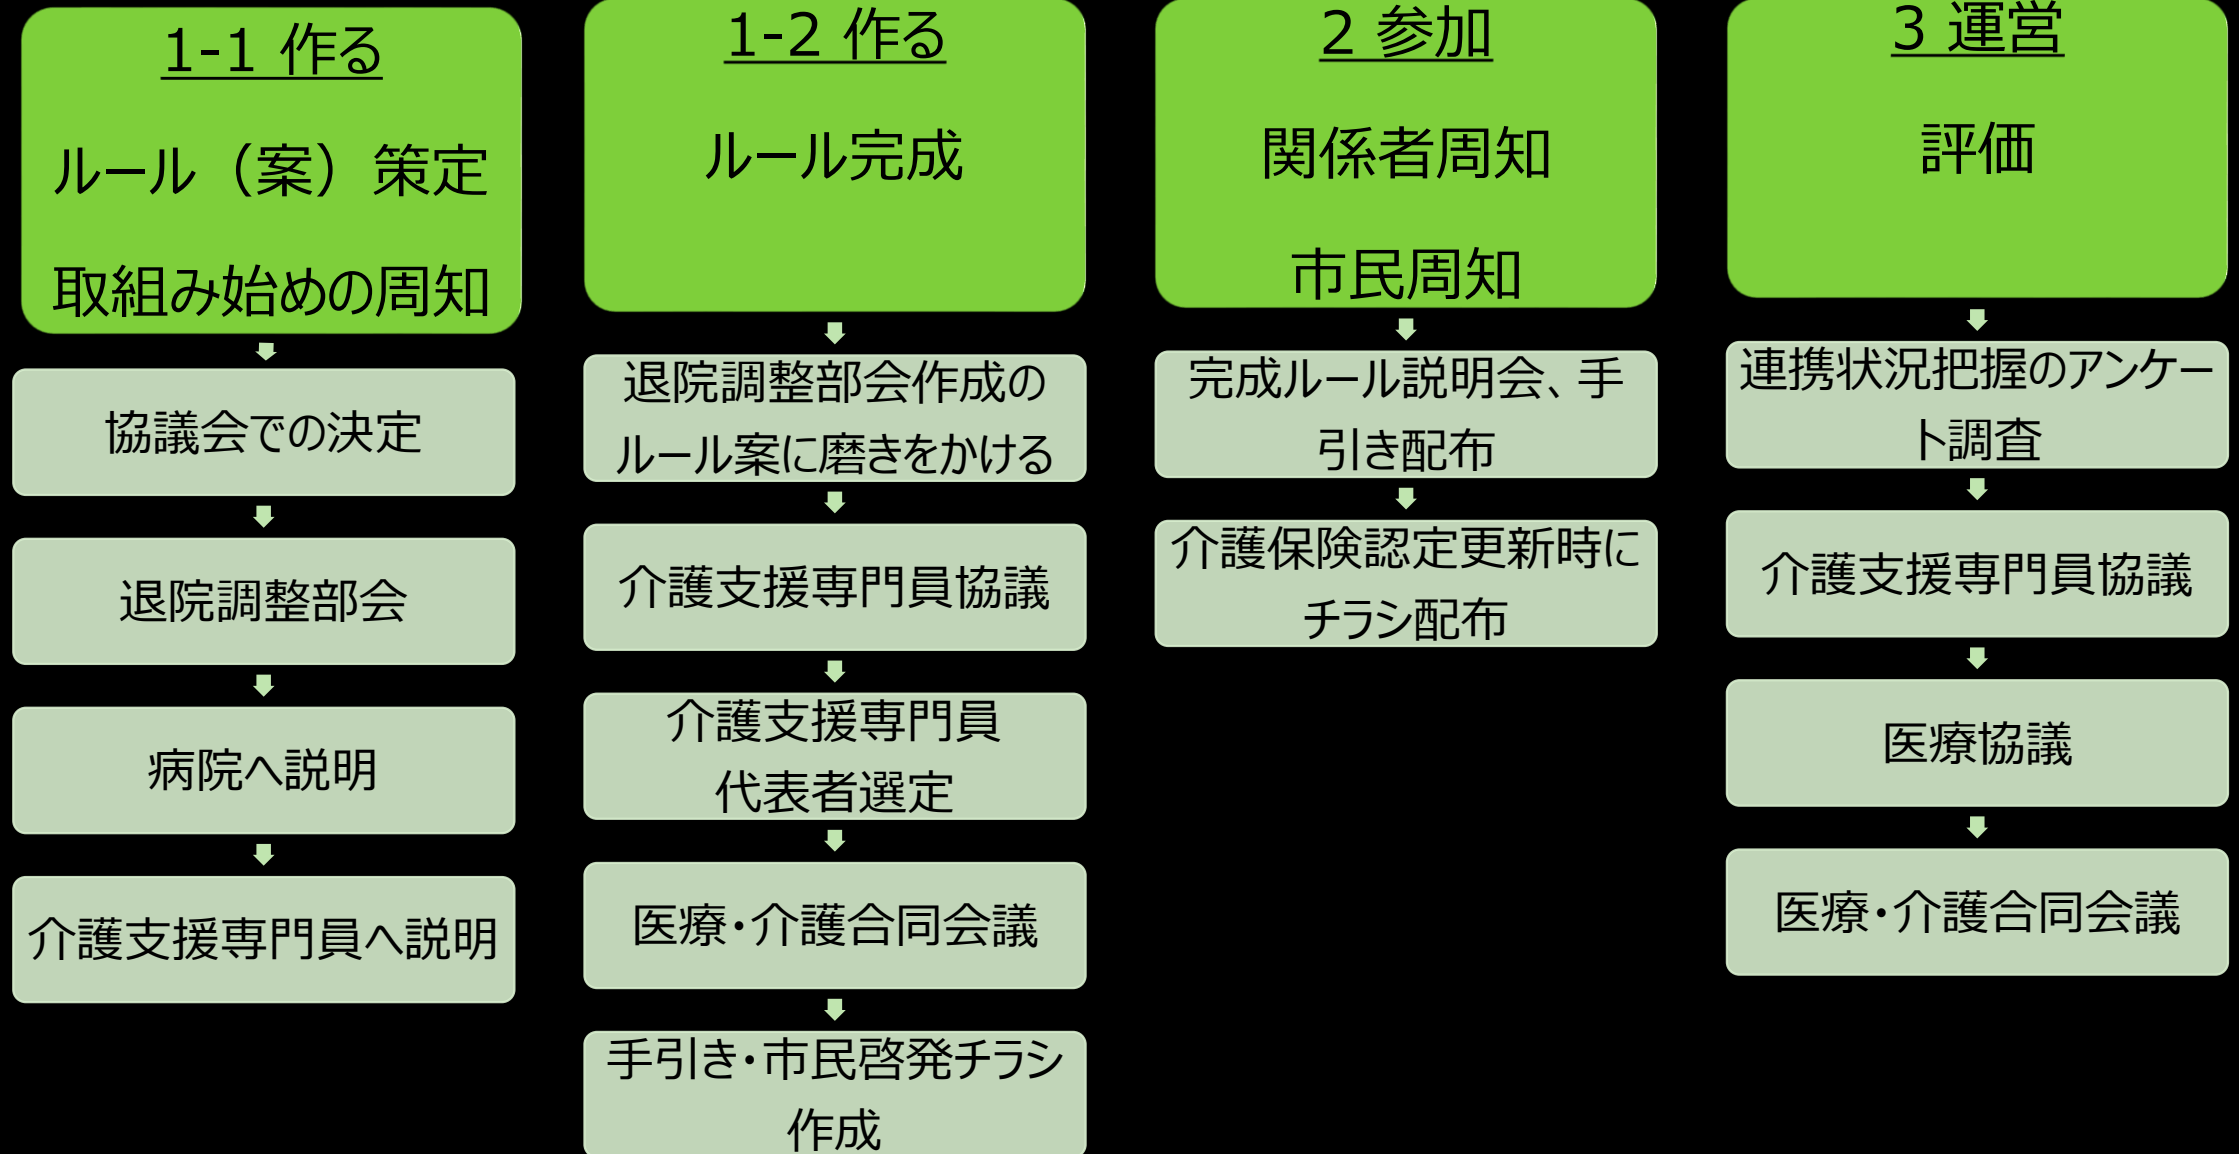 1-1 作る
ルール（案）策定
取組み始めの周知
協議会での決定
退院調整部会
病院へ説明
介護支援専門員へ説明
1-2 作る
ルール完成
退院調整部会作成の
ルール案に磨きをかける
介護支援専門員協議
介護支援専門員
代表者選定
医療・介護合同会議
手引き・市民啓発チラシ
作成
2 参加
関係者周知
市民周知
完成ルール説明会、手
引き配布
介護保険認定更新時に
チラシ配布
3 運営
評価
連携状況把握のアンケー
ト調査
介護支援専門員協議
医療協議
医療・介護合同会議